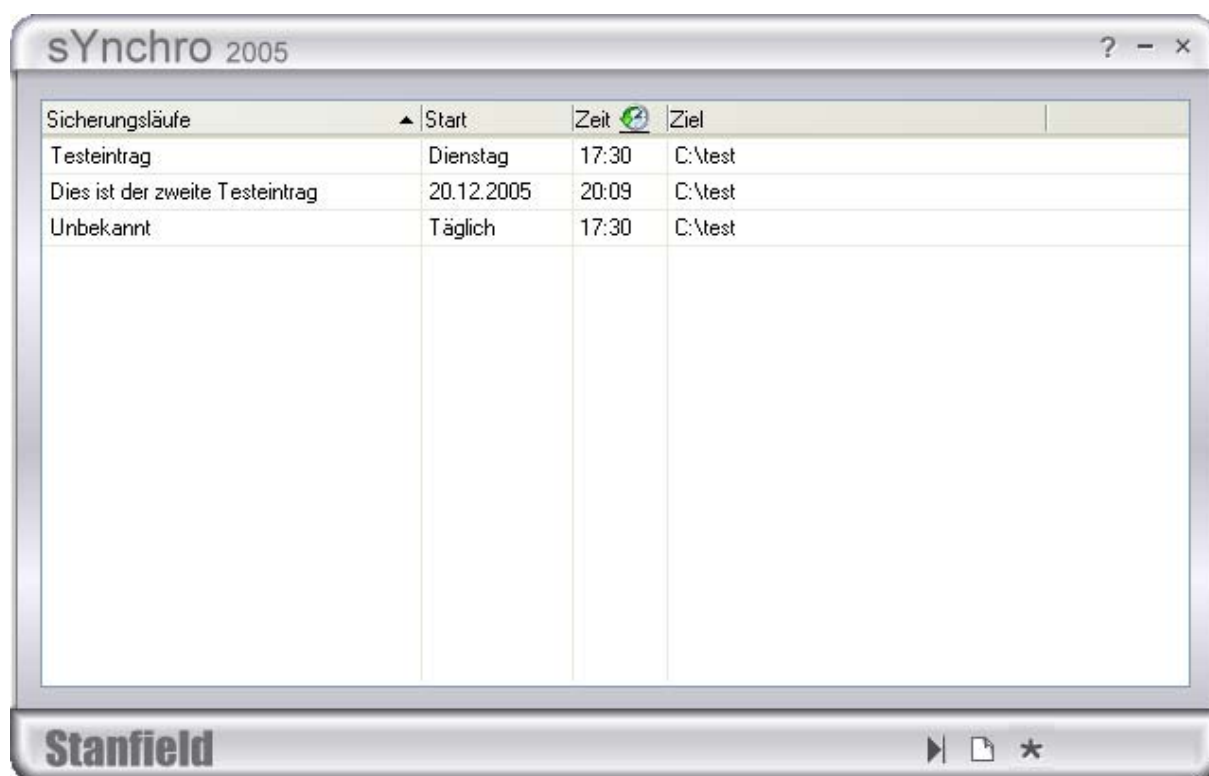 sYnchro 2005 ? – ×
Sicherungsläufe Start Zeit Ziel
Testeintrag Dienstag 17:30 C:\test
Dies ist der zweite Testeintrag 20.12.2005 20:09 C:\test
Unbekannt Täglich 17:30 C:\test
Stanfield